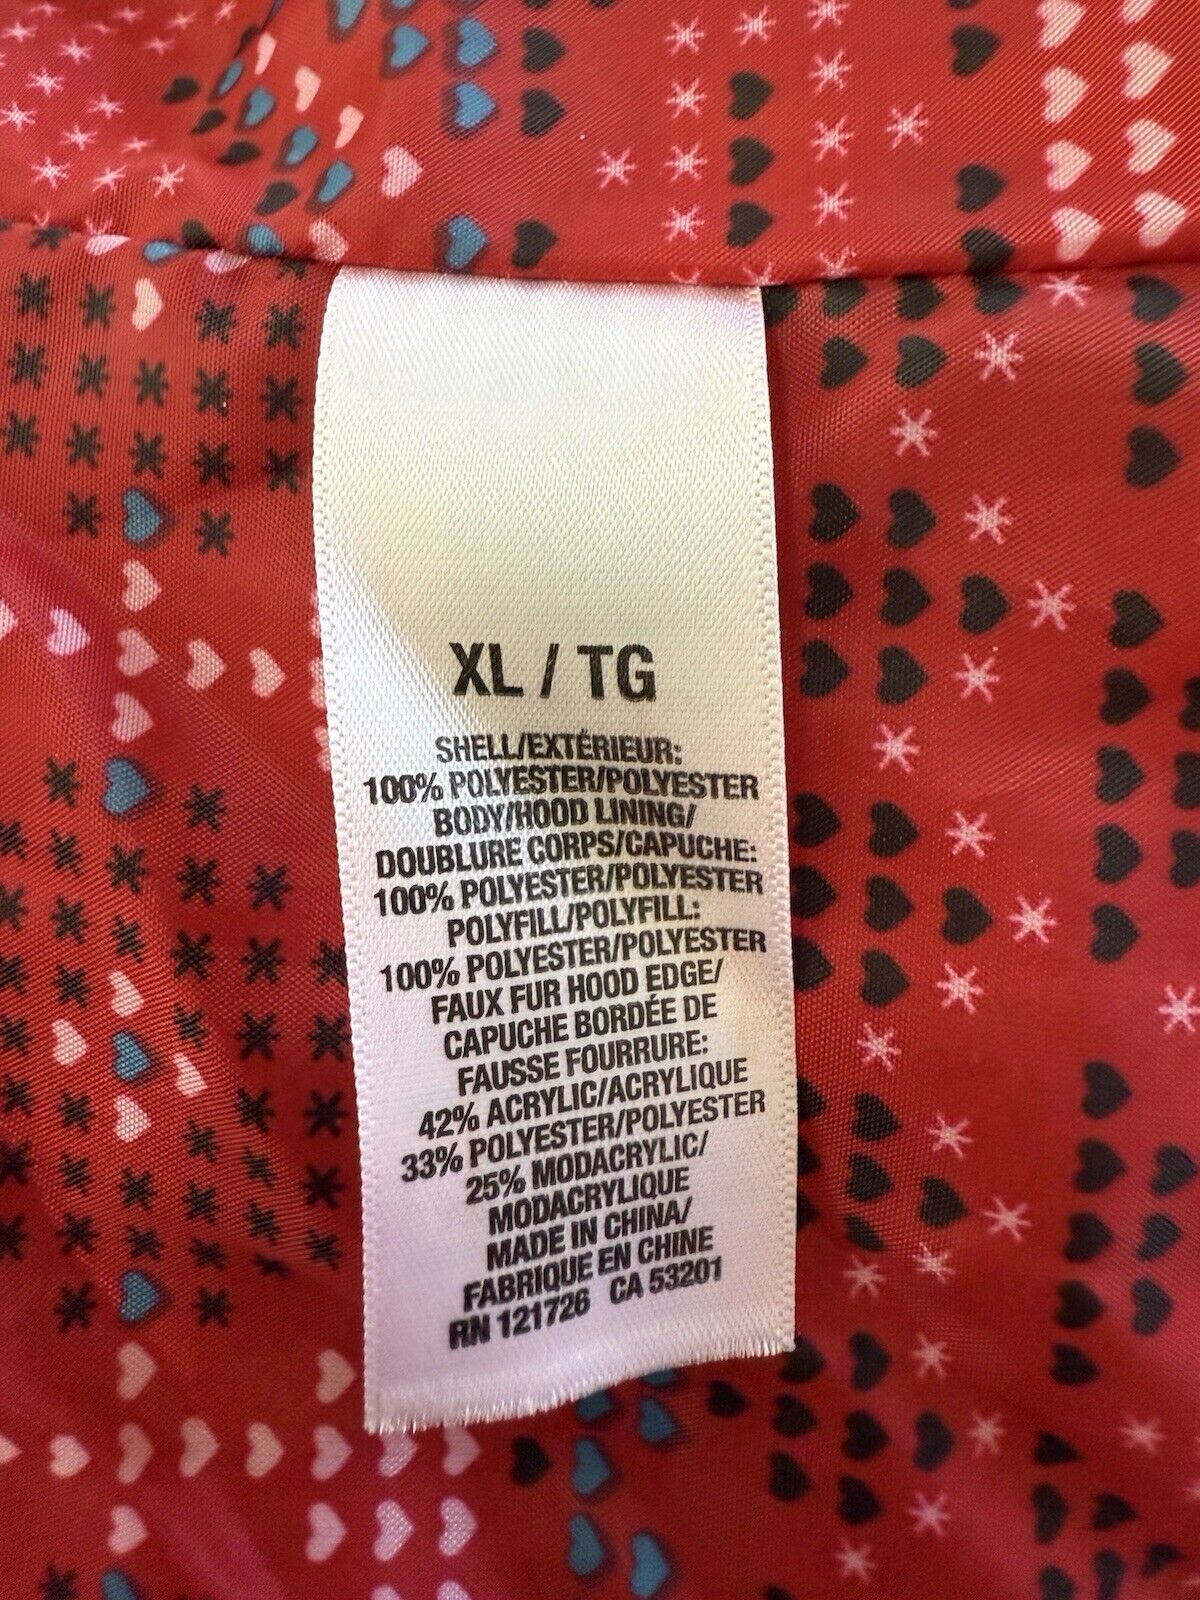 XL / TG
SHELL/EXTÉRIEUR:
100% POLYESTER/POLYESTER
BODY/HOOD LINING/
DOUBLURE CORPS/CAPUCHE:
100% POLYESTER/POLYESTER
POLYFILL/POLYFILL:
100% POLYESTER/POLYESTER
FAUX FUR HOOD EDGE/
CAPUCHE BORDÉE DE
FAUSSE FOURRURE:
42% ACRYLIC/ACRYLIQUE
33% POLYESTER/POLYESTER
25% MODACRYLIC/
MODACRYLIQUE
MADE IN CHINA/
FABRIQUE EN CHINE
RN 121726 CA 53201